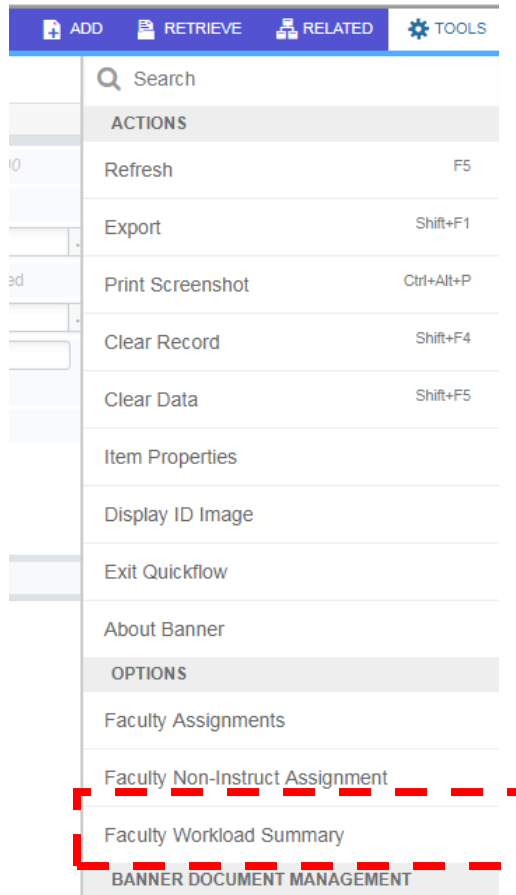 ADD RETRIEVE RELATED TOOLS
Search
ACTIONS
Refresh F5
Export Shift+F1
ed
Print Screenshot Ctrl+Alt+P
Clear Record Shift+F4
Clear Data Shift+F5
Item Properties
Display ID Image
Exit Quickflow
About Banner
OPTIONS
Faculty Assignments
Faculty Non-Instruct Assignment
Faculty Workload Summary
BANNER DOCUMENT MANAGEMENT